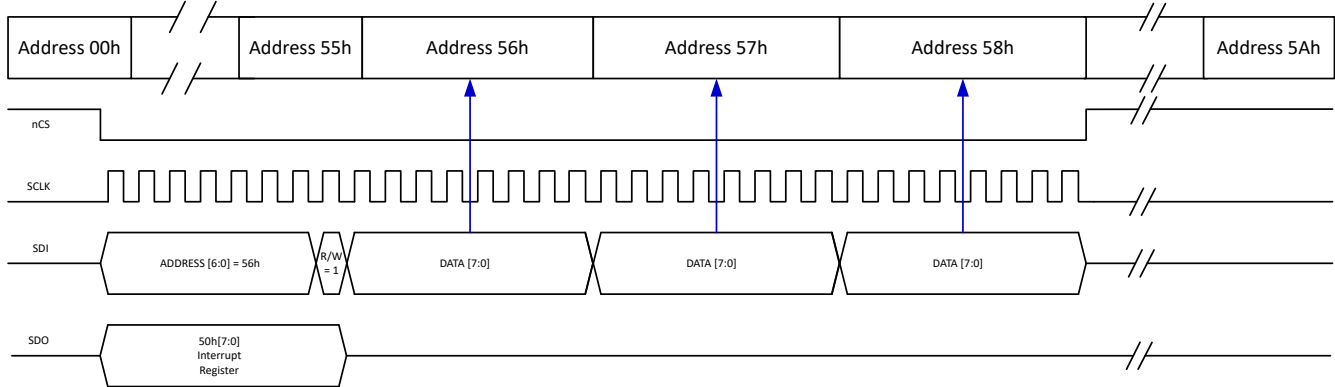 Address 00h
Address 55h
Address 56h
Address 57h
Address 58h
Address 5Ah
nCS
SCLK
SDI
ADDRESS [6:0] = 56h
R/W
= 1
DATA [7:0]
DATA [7:0]
DATA [7:0]
SDO
50h[7:0]
Interrupt
Register